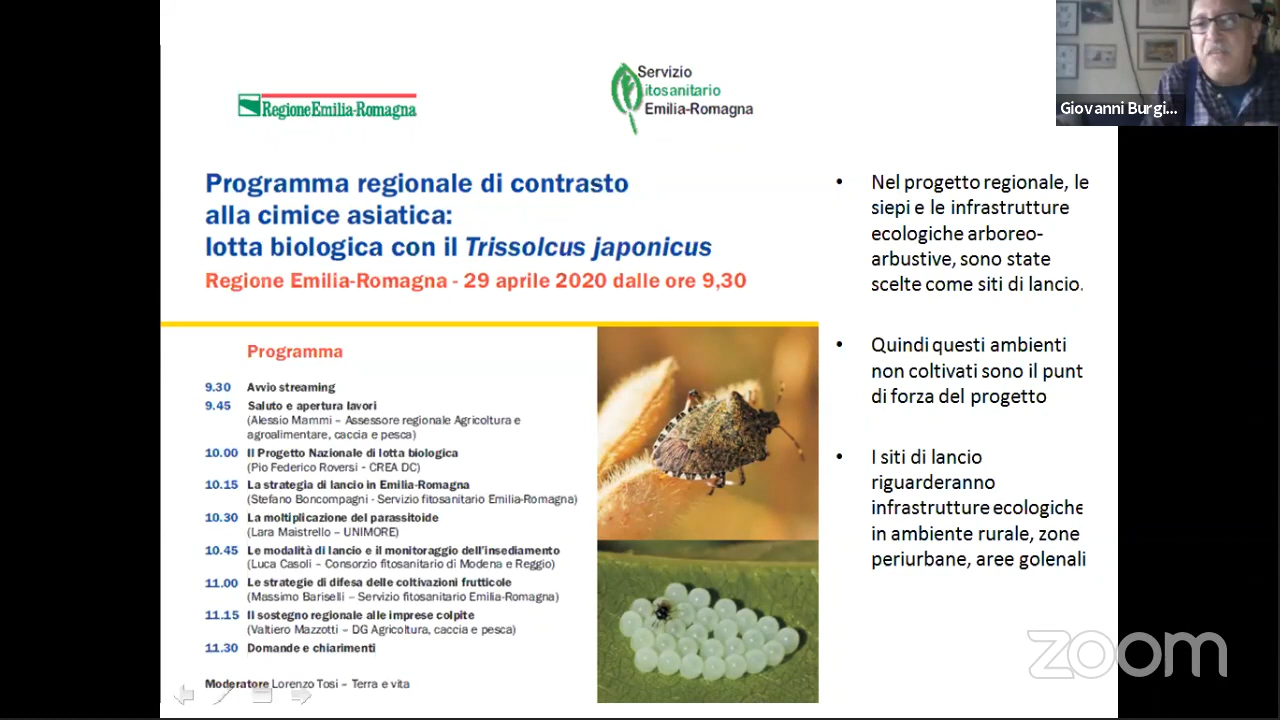 Giovanni Burgi...
RegioneEmilia-Romagna
Servizio
itosanitario
Emilia-Romagna
Programma regionale di contrasto
alla cimice asiatica:
lotta biologica con il Trissolcus japonicus
Regione Emilia-Romagna - 29 aprile 2020 dalle ore 9,30
Programma
9.30 Avvio streaming
9.45 Saluto e apertura lavori
(Alessio Mammi – Assessore regionale Agricoltura e
agroalimentare, caccia e pesca)
10.00 Il Progetto Nazionale di lotta biologica
(Pio Federico Roversi - CREA DC)
10.15 La strategia di lancio in Emilia-Romagna
(Stefano Boncompagni - Servizio fitosanitario Emilia-Romagna)
10.30 La moltiplicazione del parassitoide
(Lara Maistrello – UNIMORE)
10.45 Le modalità di lancio e il monitoraggio dell'insediamento
(Luca Casoli – Consorzio fitosanitario di Modena e Reggio)
11.00 Le strategie di difesa delle coltivazioni frutticole
(Massimo Bariselli – Servizio fitosanitario Emilia-Romagna)
11.15 Il sostegno regionale alle imprese colpite
(Valtiero Mazzotti – DG Agricoltura, caccia e pesca)
11.30 Domande e chiarimenti
Moderatore Lorenzo Tosi – Terra e vita
• Nel progetto regionale, le
siepi e le infrastrutture
ecologiche arboreo-
arbustive, sono state
scelte come siti di lancio.
• Quindi questi ambienti
non coltivati sono il punt
di forza del progetto
• I siti di lancio
riguarderanno
infrastrutture ecologiche
in ambiente rurale, zone
periurbane, aree golenali
zoom